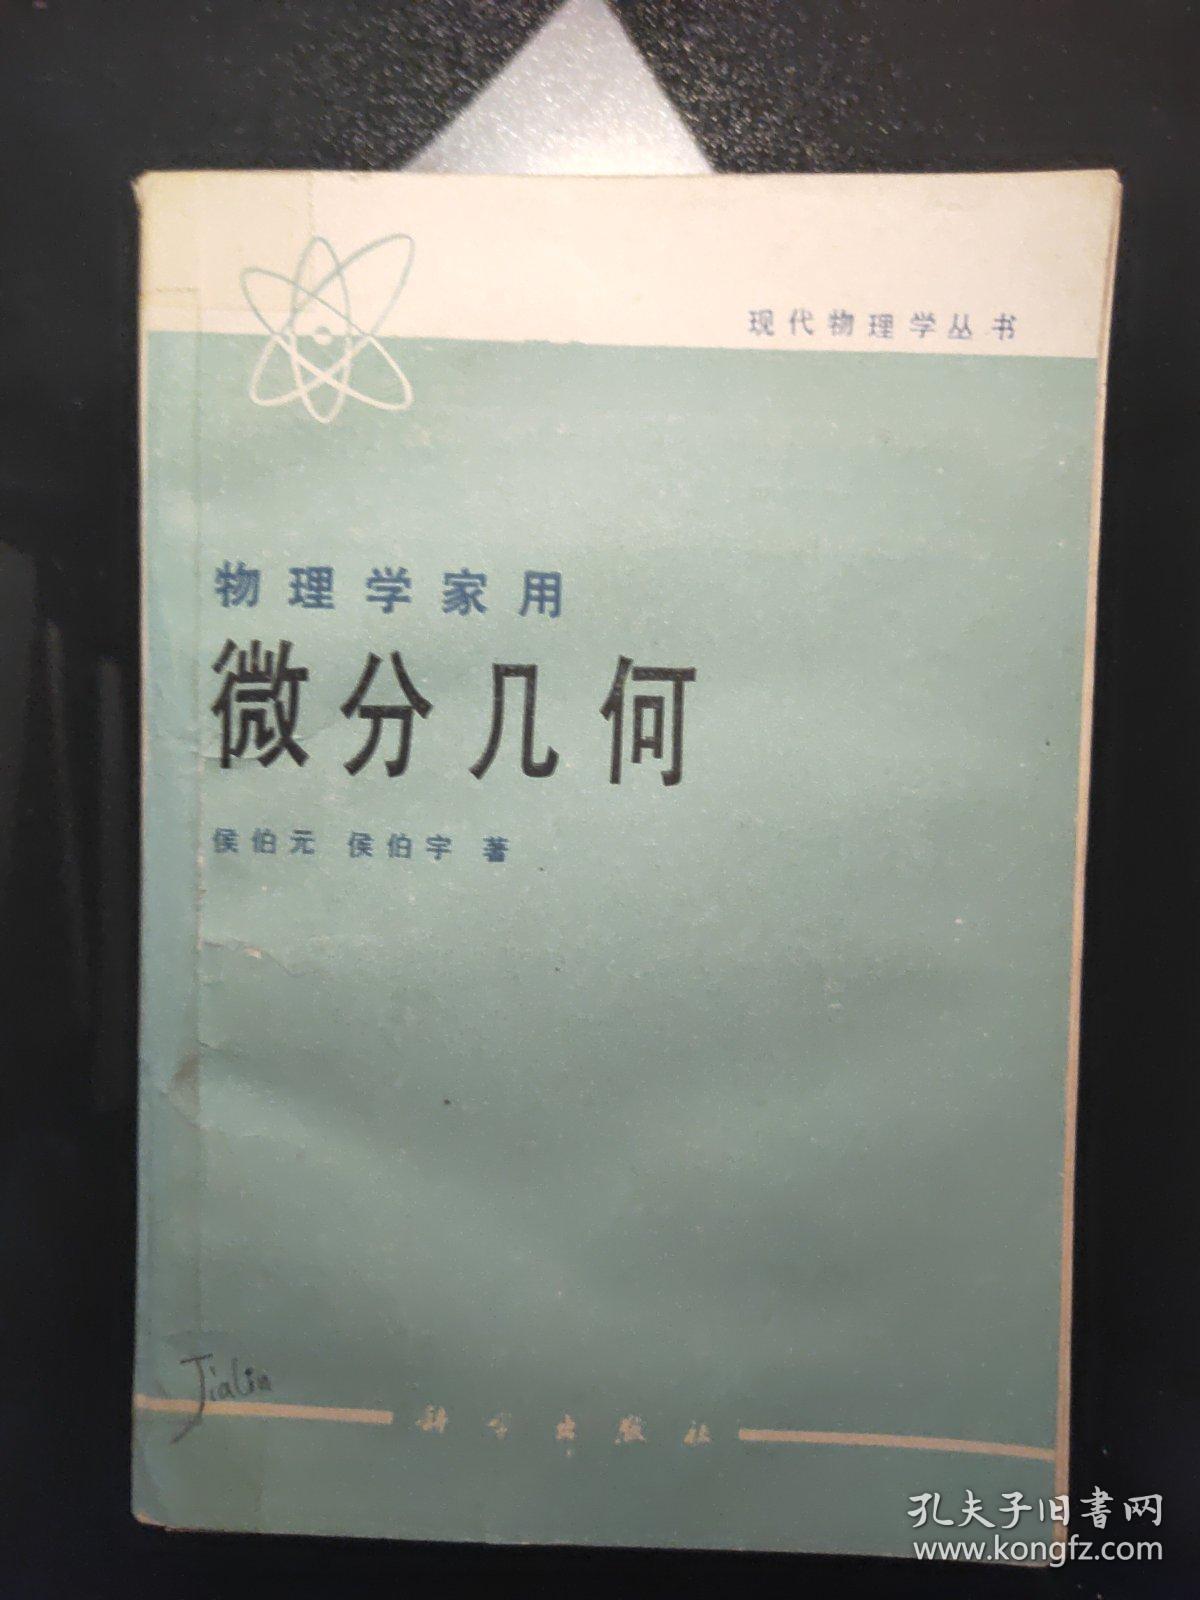 现代物理学丛书
物理学家用
微分几何
侯伯元 侯伯宇 著
Jialin
科学出版社
孔夫子旧书网
www.kongfz.com